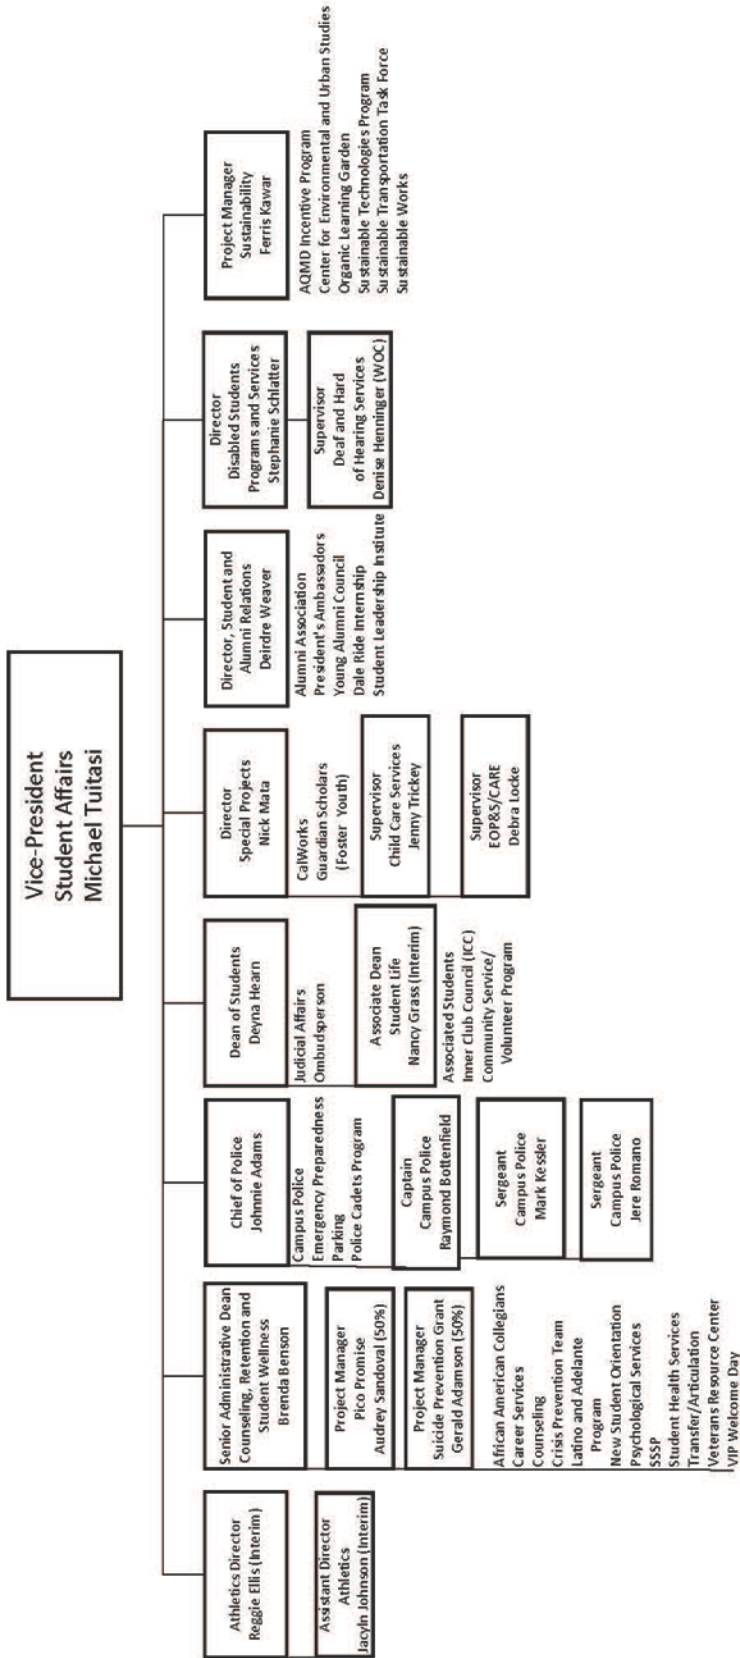 Vice-President
Student Affairs
Michael Tuitasi
Athletics Director
Reggie Ellis (Interim)
Assistant Director
Athletics
Jacyln Johnson (Interim)
Senior Administrative Dean
Counseling, Retention and
Student Wellness
Brenda Benson
Project Manager
Pico Promise
Audrey Sandoval (50%)
Project Manager
Suicide Prevention Grant
Gerald Adamson (50%)
African American Collegians
Career Services
Counseling
Crisis Prevention Team
Latino and Adelante
Program
New Student Orientation
Psychological Services
SSSP
Student Health Services
Transfer/Articulation
Veterans Resource Center
VIP Welcome Day
Chief of Police
Johnnie Adams
Campus Police
Emergency Preparedness
Parking
Police Cadets Program
Captain
Campus Police
Raymond Bottenfield
Sergeant
Campus Police
Mark Kessler
Sergeant
Campus Police
Jere Romano
Dean of Students
Deyna Hearn
Judicial Affairs
Ombudsperson
Associate Dean
Student Life
Nancy Grass (Interim)
Associated Students
Inner Club Council (ICC)
Community Service/
Volunteer Program
Director
Special Projects
Nick Mata
CalWorks
Guardian Scholars
(Foster Youth)
Supervisor
Child Care Services
Jenny Trickey
Supervisor
EOP&S/CARE
Debra Locke
Director, Student and
Alumni Relations
Deirdre Weaver
Alumni Association
President's Ambassadors
Young Alumni Council
Dale Ride Internship
Student Leadership Institute
Director
Disabled Students
Programs and Services
Stephanie Schlatter
Supervisor
Deaf and Hard
of Hearing Services
Denise Henninger (WOC)
Project Manager
Sustainability
Ferris Kawar
AQMD Incentive Program
Center for Environmental and Urban Studies
Organic Learning Garden
Sustainable Technologies Program
Sustainable Transportation Task Force
Sustainable Works